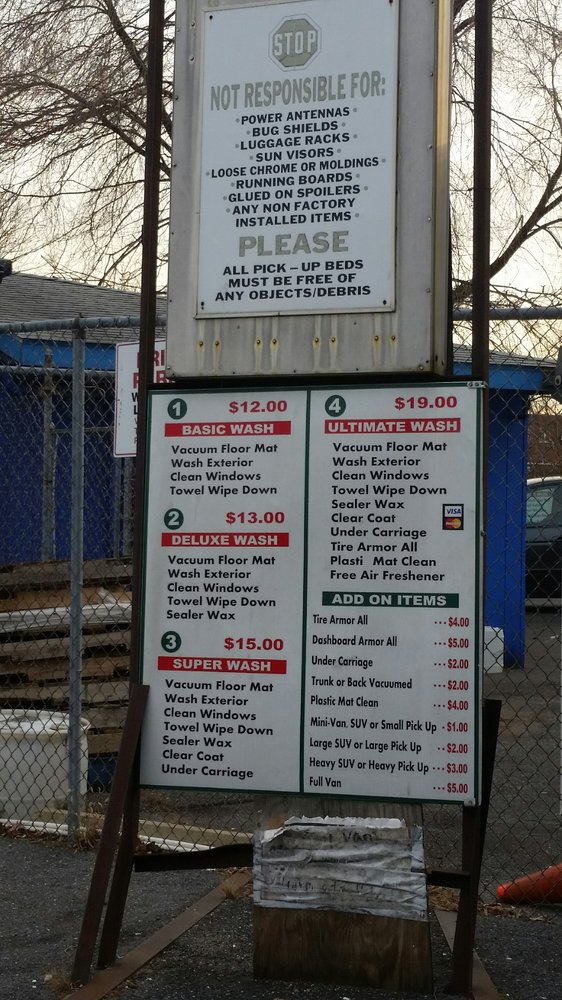 STOP
NOT RESPONSIBLE FOR:
• POWER ANTENNAS •
• BUG SHIELDS •
• LUGGAGE RACKS •
• SUN VISORS •
• LOOSE CHROME OR MOLDINGS •
• RUNNING BOARDS •
• GLUED ON SPOILERS •
• ANY NON FACTORY
INSTALLED ITEMS •
PLEASE
ALL PICK – UP BEDS
MUST BE FREE OF
ANY OBJECTS/DEBRIS
1 $12.00
BASIC WASH
Vacuum Floor Mat
Wash Exterior
Clean Windows
Towel Wipe Down
2 $13.00
DELUXE WASH
Vacuum Floor Mat
Wash Exterior
Clean Windows
Towel Wipe Down
Sealer Wax
3 $15.00
SUPER WASH
Vacuum Floor Mat
Wash Exterior
Clean Windows
Towel Wipe Down
Sealer Wax
Clear Coat
Under Carriage
4 $19.00
ULTIMATE WASH
Vacuum Floor Mat
Wash Exterior
Clean Windows
Towel Wipe Down
Sealer Wax
Clear Coat
Under Carriage
Tire Armor All
Plasti Mat Clean
Free Air Freshener
VISA
MasterCard
ADD ON ITEMS
Tire Armor All --- $4.00
Dashboard Armor All --- $5.00
Under Carriage --- $2.00
Trunk or Back Vacuumed --- $2.00
Plastic Mat Clean --- $4.00
Mini-Van, SUV or Small Pick Up - $1.00
Large SUV or Large Pick Up -- $2.00
Heavy SUV or Heavy Pick Up --- $3.00
Full Van --- $5.00
VAN